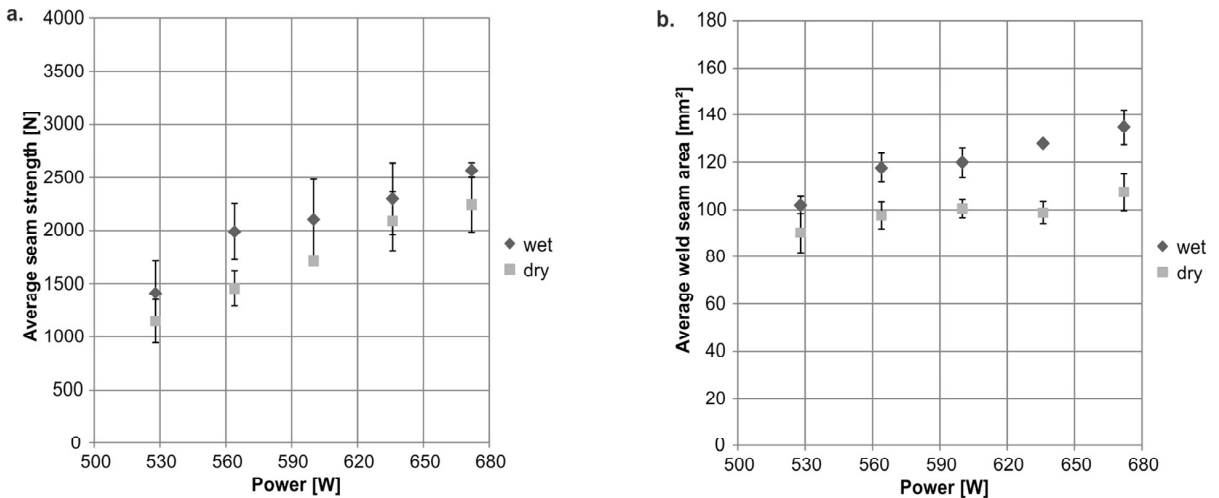 a.
Average seam strength [N]
4000
3500
3000
2500
2000
1500
1000
500
0
500 530 560 590 620 650 680
Power [W]
wet
dry
b.
Average weld seam area [mm²]
180
160
140
120
100
80
60
40
20
0
500 530 560 590 620 650 680
Power [W]
wet
dry